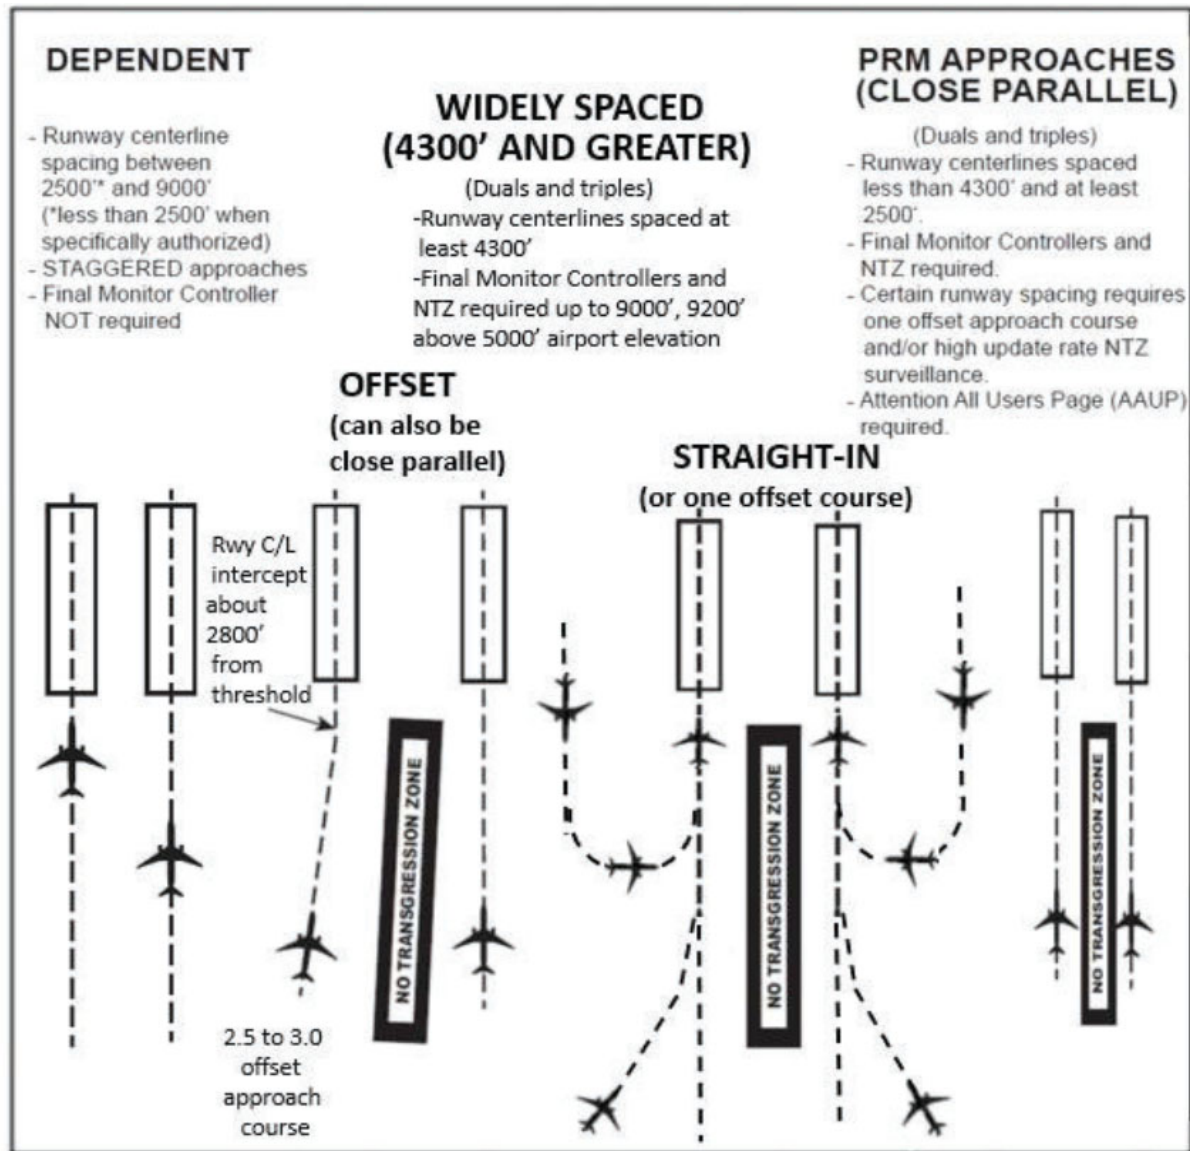 DEPENDENT
- Runway centerline
spacing between
2500'* and 9000'
(*less than 2500' when
specifically authorized)
- STAGGERED approaches
- Final Monitor Controller
NOT required
WIDELY SPACED
(4300' AND GREATER)
(Duals and triples)
-Runway centerlines spaced at
least 4300'
-Final Monitor Controllers and
NTZ required up to 9000', 9200'
above 5000' airport elevation
PRM APPROACHES
(CLOSE PARALLEL)
(Duals and triples)
- Runway centerlines spaced
less than 4300' and at least
2500'.
- Final Monitor Controllers and
NTZ required.
- Certain runway spacing requires
one offset approach course
and/or high update rate NTZ
surveillance.
- Attention All Users Page (AAUP)
required.
OFFSET
(can also be
close parallel)
STRAIGHT-IN
(or one offset course)
Rwy C/L
intercept
about
2800'
from
threshold
NO TRANSGRESSION ZONE
NO TRANSGRESSION ZONE
NO TRANSGRESSION ZONE
2.5 to 3.0
offset
approach
course